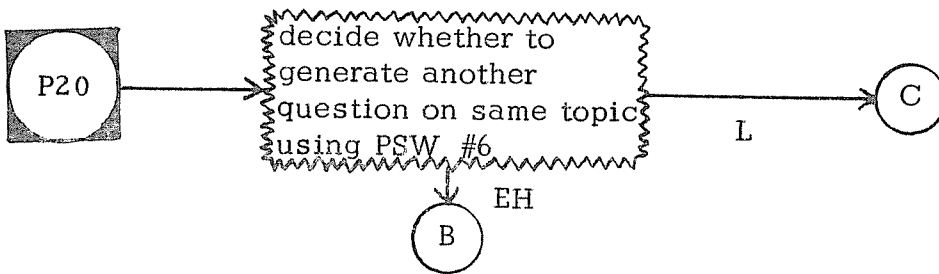 P20
decide whether to
generate another
question on same topic
using PSW #6
L
C
EH
B